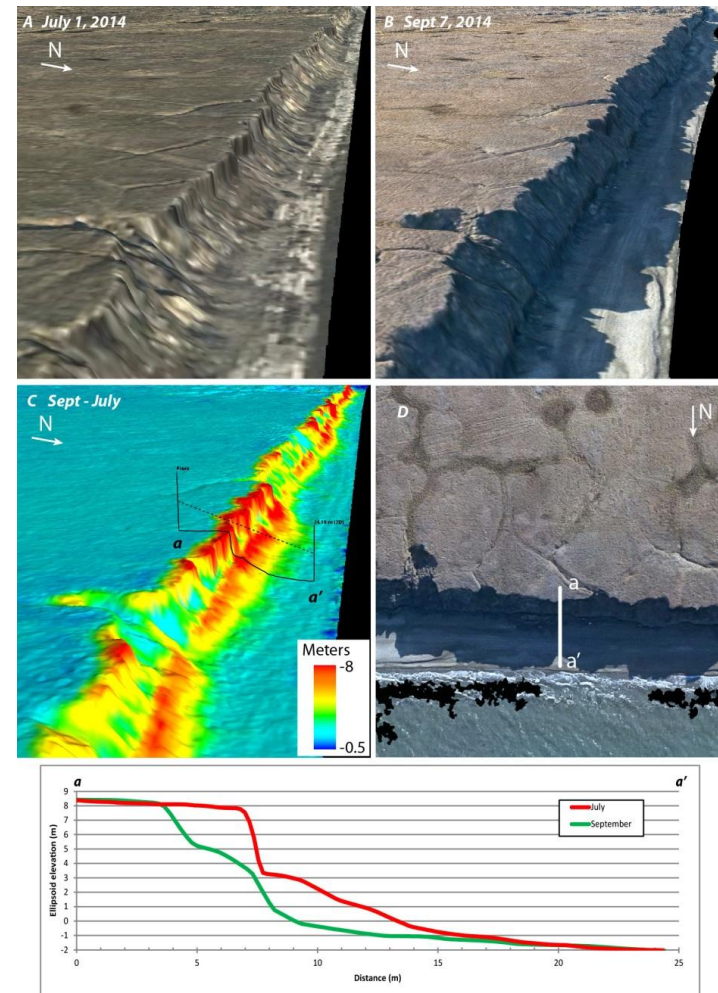 A July 1, 2014
N
B Sept 7, 2014
N
C Sept - July
N
a
a'
Meters
-8
-0.5
D
N
a
a'
a
a'
9
8
7
6
5
4
3
2
1
0
-1
-2
Ellipsoid elevation (m)
July
September
0
5
10
15
20
25
Distance (m)